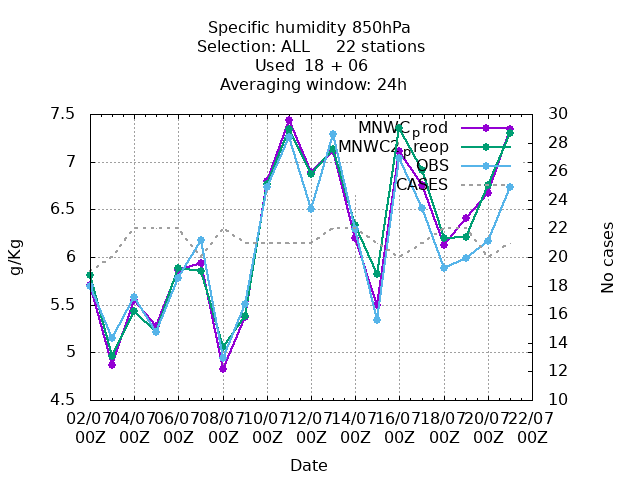 Specific humidity 850hPa
Selection: ALL 22 stations
Used 18 + 06
Averaging window: 24h
7.5 30
MNWC_prod 28
7 MNWC2_preop
OBS 26
CASES
24
6.5 22
6 20
5.5 18
16
5 14
12
4.5 10
g/Kg
No cases
02/07 04/07 06/07 08/07 10/07 12/07 14/07 16/07 18/07 20/07 22/07
00Z 00Z 00Z 00Z 00Z 00Z 00Z 00Z 00Z 00Z 00Z
Date